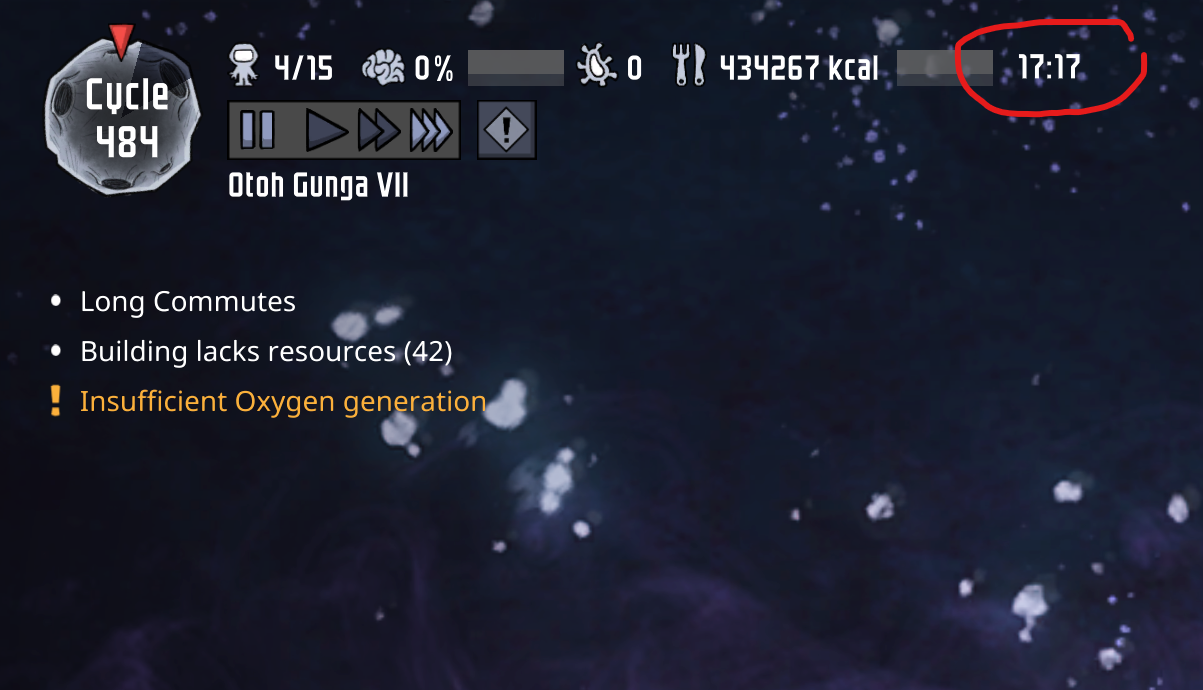 4/15 0% 0 434267 kcal 17:17
Cycle
484
Otoh Gunga VII
Long Commutes
Building lacks resources (42)
Insufficient Oxygen generation